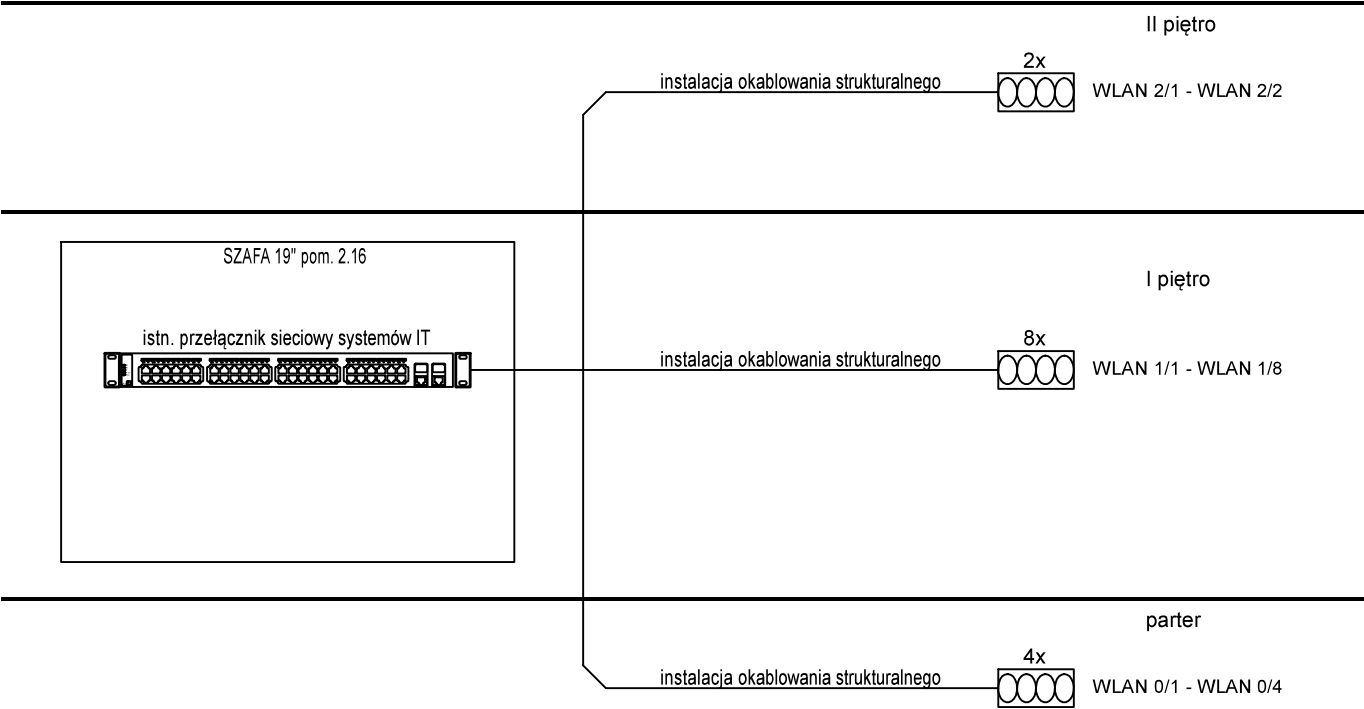 II piętro
2x
instalacja okablowania strukturalnego
WLAN 2/1 - WLAN 2/2
SZAFA 19" pom. 2.16
I piętro
istn. przełącznik sieciowy systemów IT
8x
instalacja okablowania strukturalnego
WLAN 1/1 - WLAN 1/8
parter
4x
instalacja okablowania strukturalnego
WLAN 0/1 - WLAN 0/4